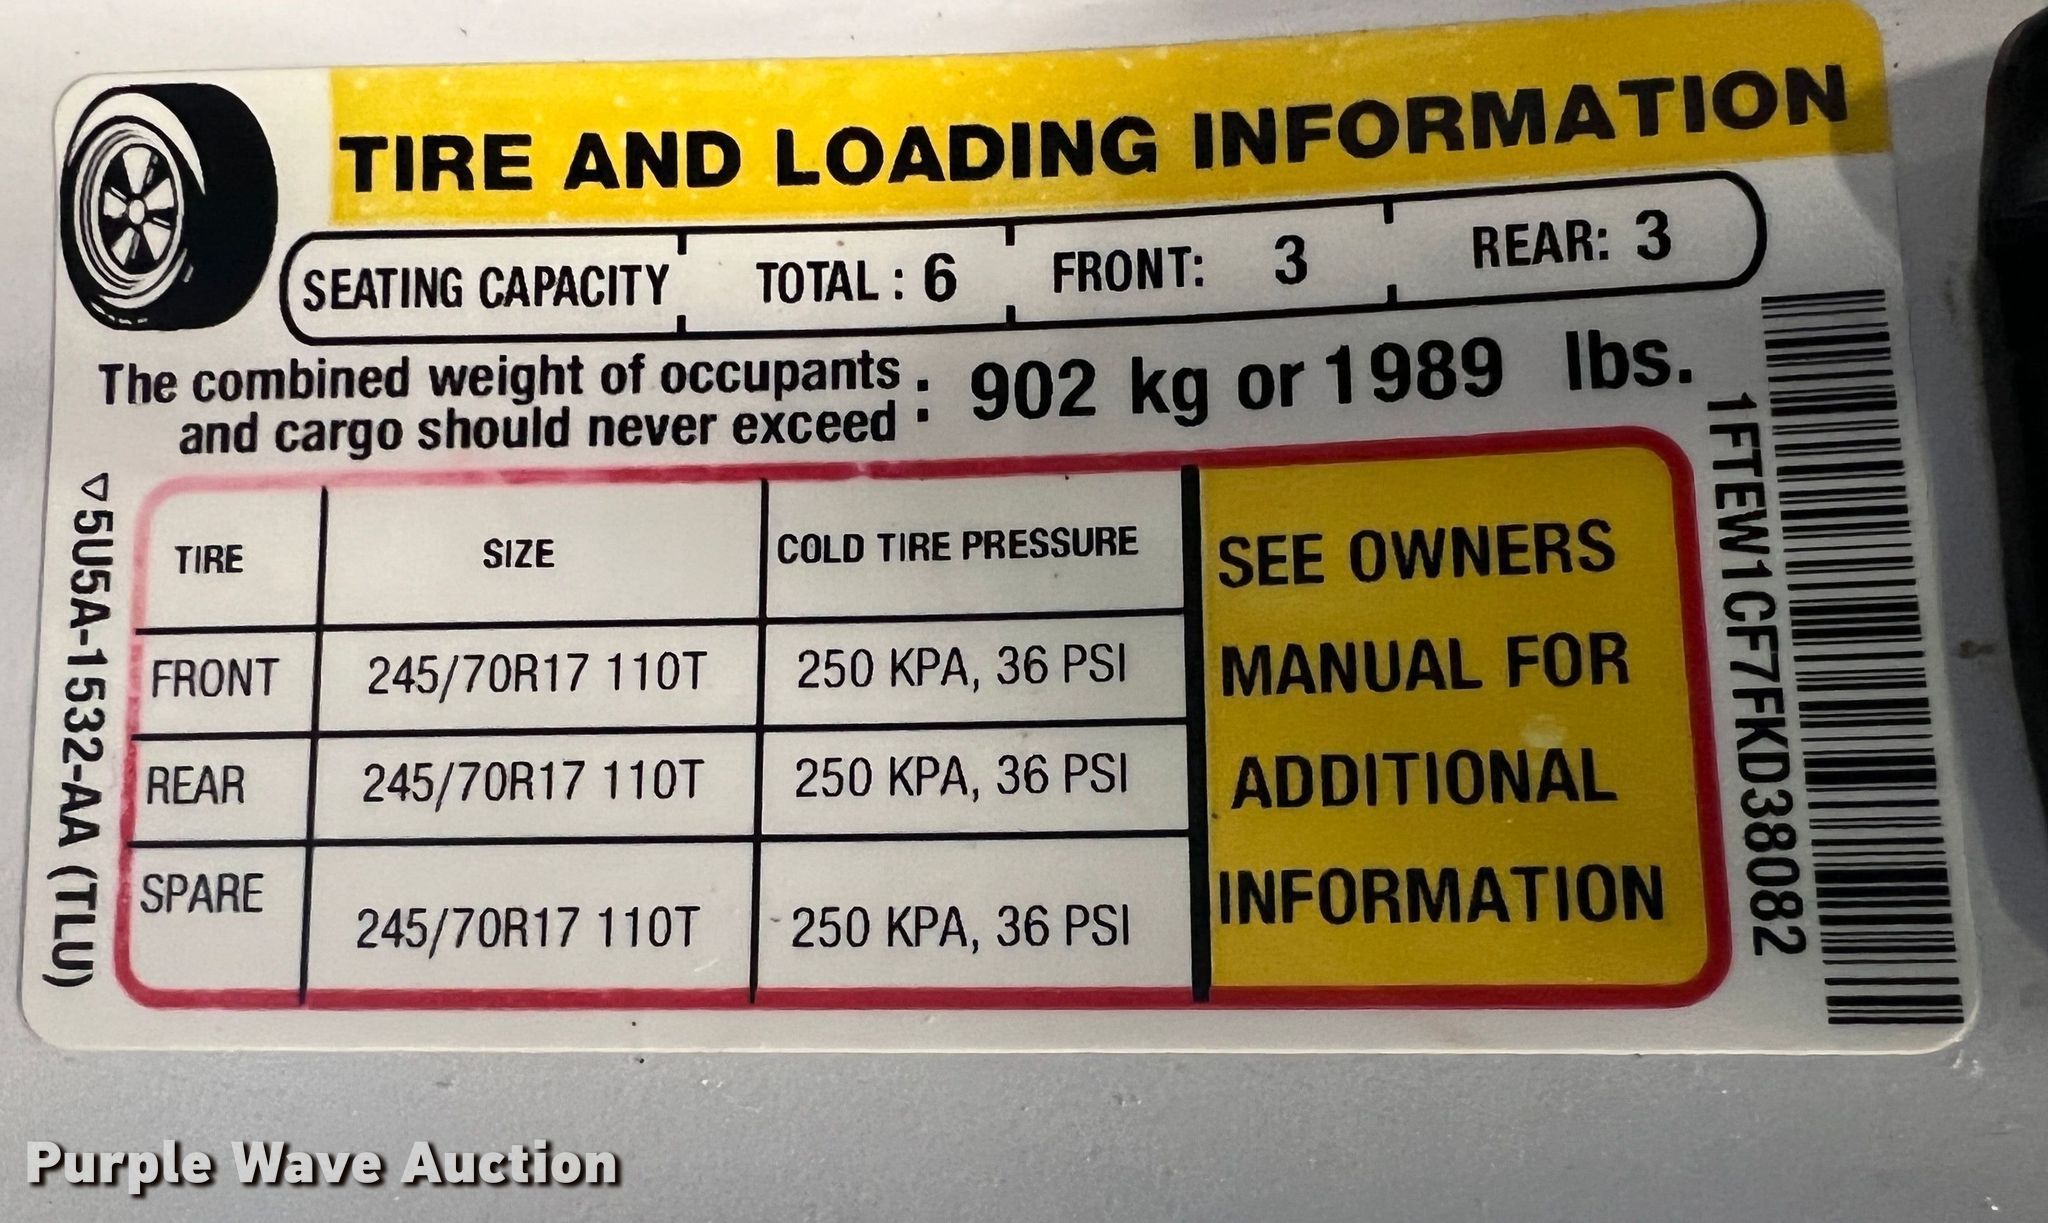 TIRE AND LOADING INFORMATION
SEATING CAPACITY TOTAL : 6 FRONT: 3 REAR: 3
The combined weight of occupants
and cargo should never exceed : 902 kg or 1989 lbs.
TIRE SIZE COLD TIRE PRESSURE
FRONT 245/70R17 110T 250 KPA, 36 PSI
REAR 245/70R17 110T 250 KPA, 36 PSI
SPARE 245/70R17 110T 250 KPA, 36 PSI
SEE OWNERS
MANUAL FOR
ADDITIONAL
INFORMATION
▽5U5A-1532-AA (TLU)
1FTEW1CF7FKD38082
Purple Wave Auction